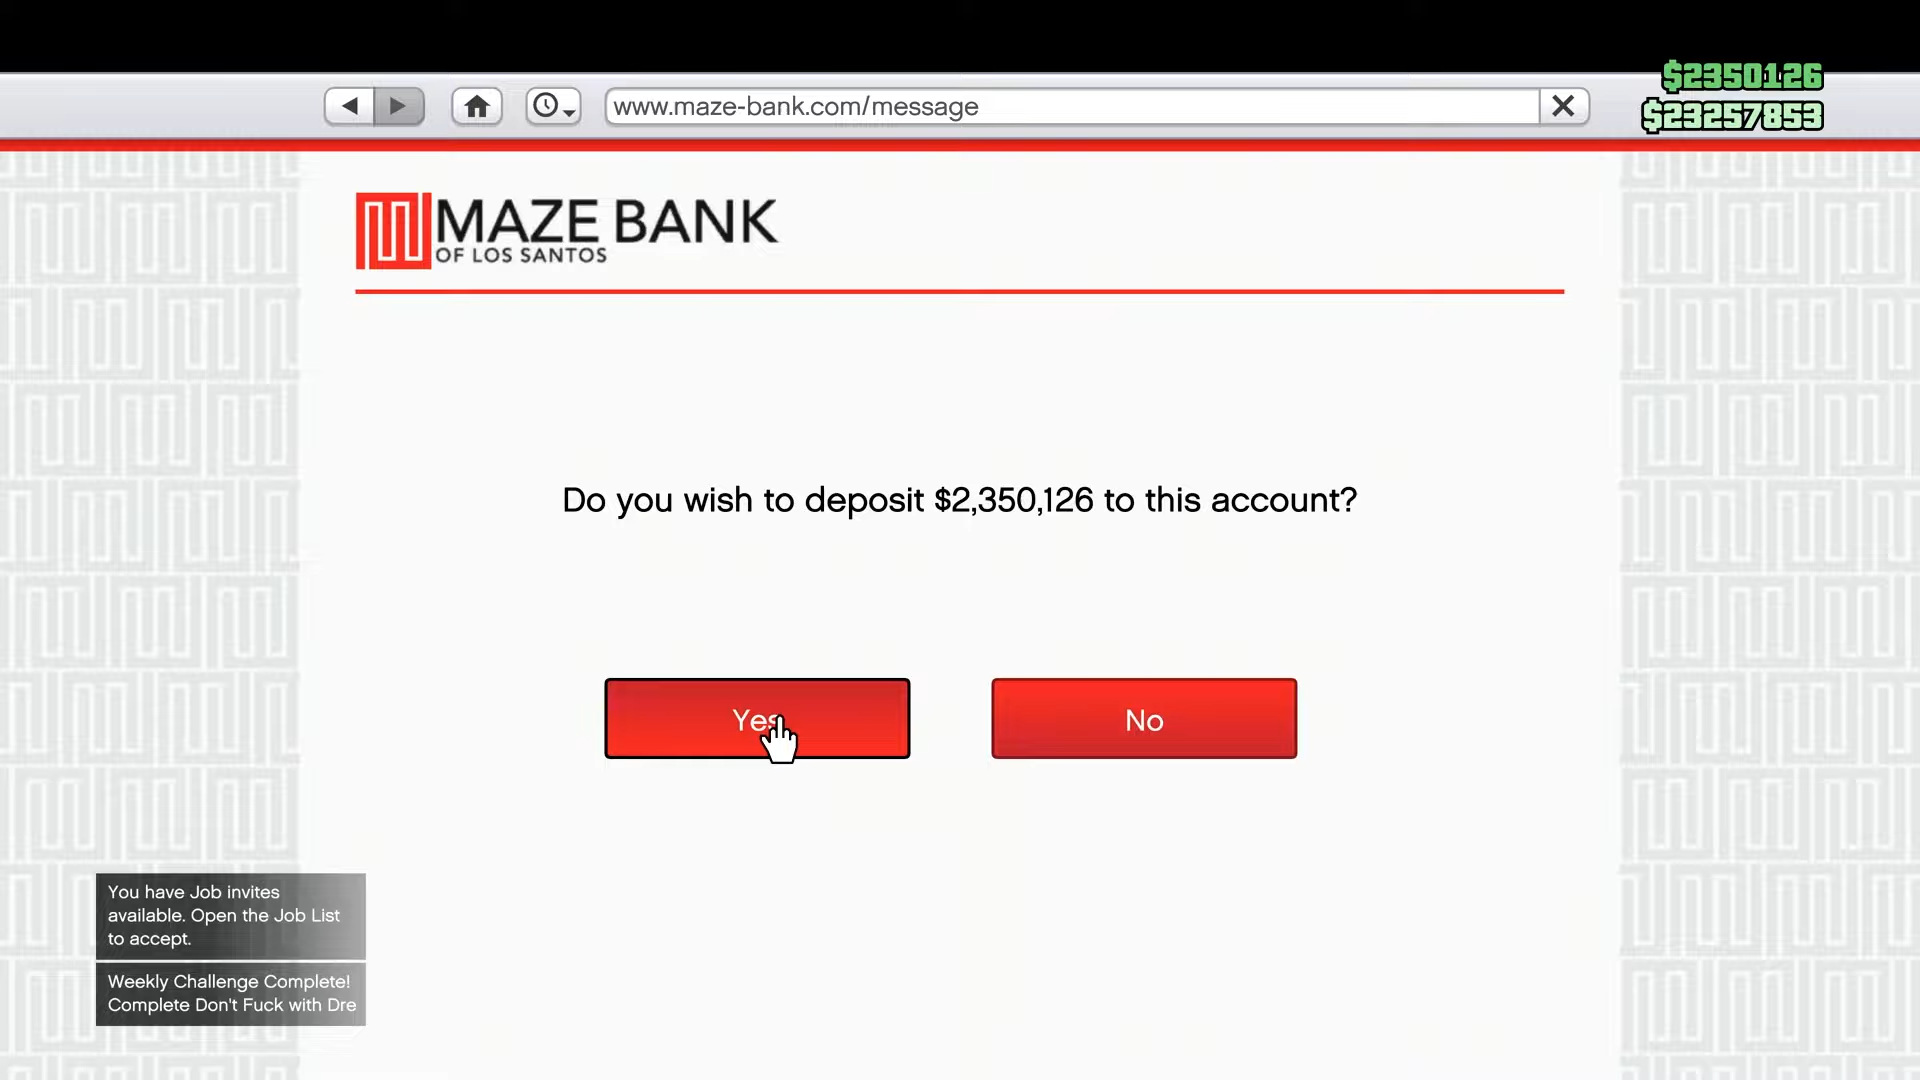 $2350126
www.maze-bank.com/message
$23257853
MAZE BANK
OF LOS SANTOS
Do you wish to deposit $2,350,126 to this account?
Yes
No
You have Job invites
available. Open the Job List
to accept.
Weekly Challenge Complete!
Complete Don't Fuck with Dre